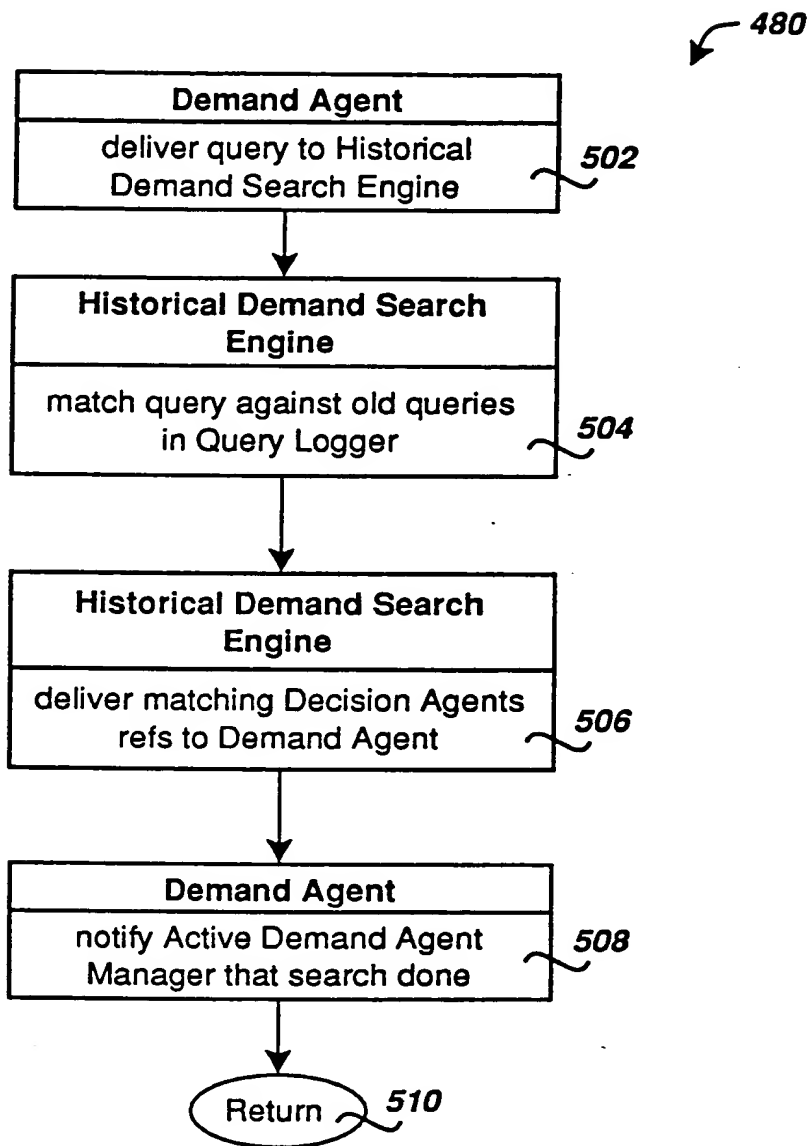 480
Demand Agent
deliver query to Historical
Demand Search Engine
502
Historical Demand Search
Engine
match query against old queries
in Query Logger
504
Historical Demand Search
Engine
deliver matching Decision Agents
refs to Demand Agent
506
Demand Agent
notify Active Demand Agent
Manager that search done
508
Return
510